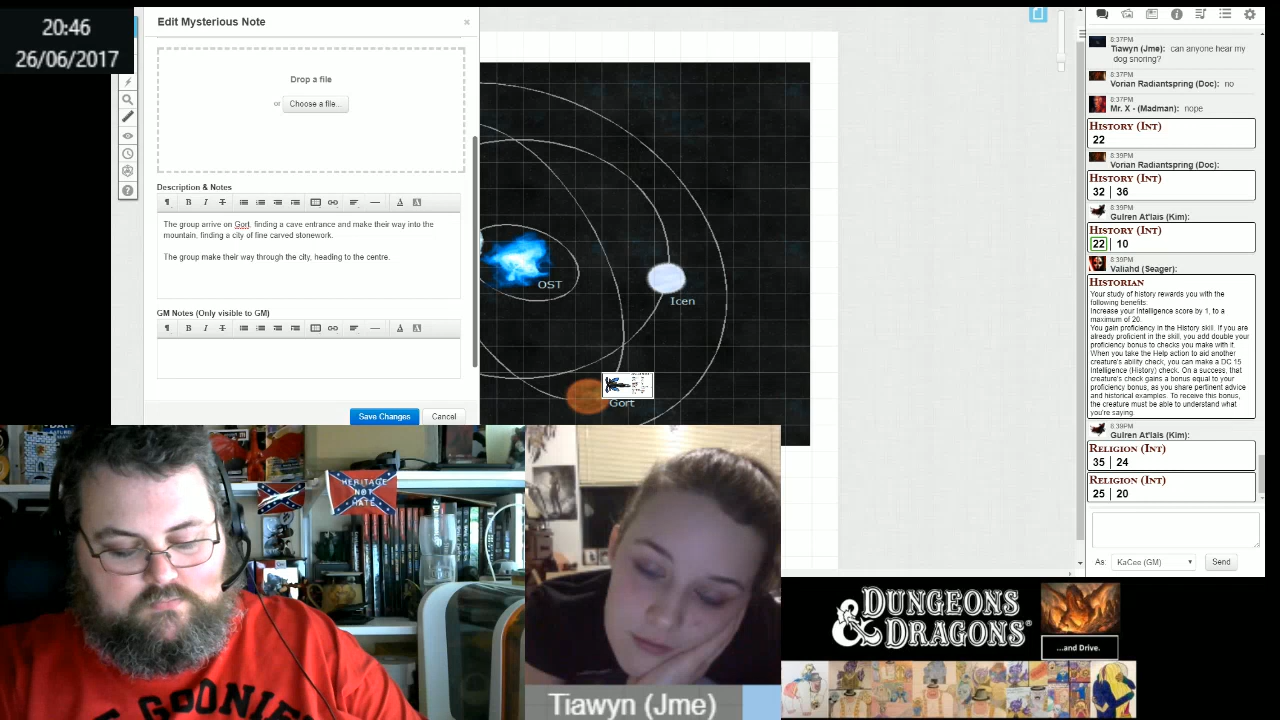 20:46
26/06/2017
Edit Mysterious Note
×
Drop a file
or Choose a file...
Description & Notes
The group arrive on Gort, finding a cave entrance and make their way into the
mountain, finding a city of fine carved stonework.
The group make their way through the city, heading to the centre.
GM Notes (Only visible to GM)
Save Changes
Cancel
OST
Icen
Gort
8:37PM
Tiawyn (Jme): can anyone hear my
dog snoring?
8:37PM
Vorian Radiantspring (Doc): no
8:37PM
Mr. X - (Madman): nope
History (Int)
22
8:39PM
Vorian Radiantspring (Doc):
History (Int)
32 | 36
8:39PM
Guiren At'lais (Kim):
History (Int)
22 | 10
8:39PM
Valiahd (Seager):
Historian
Your study of history rewards you with the
following benefits:
Increase your Intelligence score by 1, to a
maximum of 20.
You gain proficiency in the History skill. If you are
already proficient in the skill, you add double your
proficiency bonus to checks you make with it.
When you take the Help action to aid another
creature's ability check, you can make a DC 15
Intelligence (History) check. On a success, that
creature's check gains a bonus equal to your
proficiency bonus, as you share pertinent advice
and historical examples. To receive this bonus,
the creature must be able to understand what
you're saying.
8:39PM
Guiren At'lais (Kim):
Religion (Int)
35 | 24
Religion (Int)
25 | 20
As: KaCee (GM)
Send
HERITAGE
NOT
HATE
GOONIE
Tiawyn (Jme)
DUNGEONS
& DRAGONS®
...and Drive.